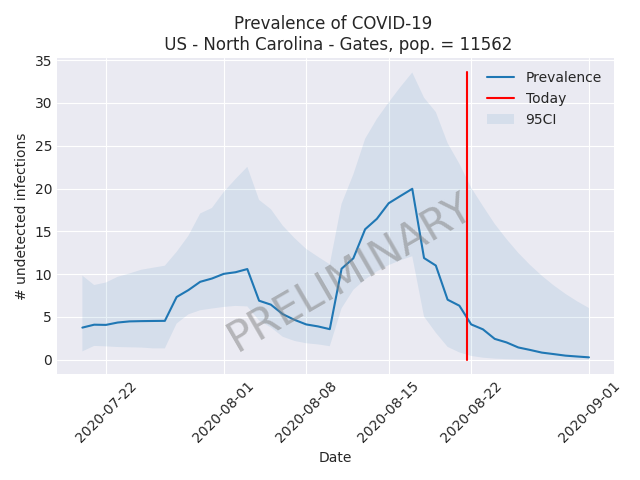 Prevalence of COVID-19
US - North Carolina - Gates, pop. = 11562
35
30
25
20
15
10
5
0
# undetected infections
Prevalence
Today
95CI
PRELIMINARY
2020-07-22
2020-08-01
2020-08-08
2020-08-15
2020-08-22
2020-09-01
Date